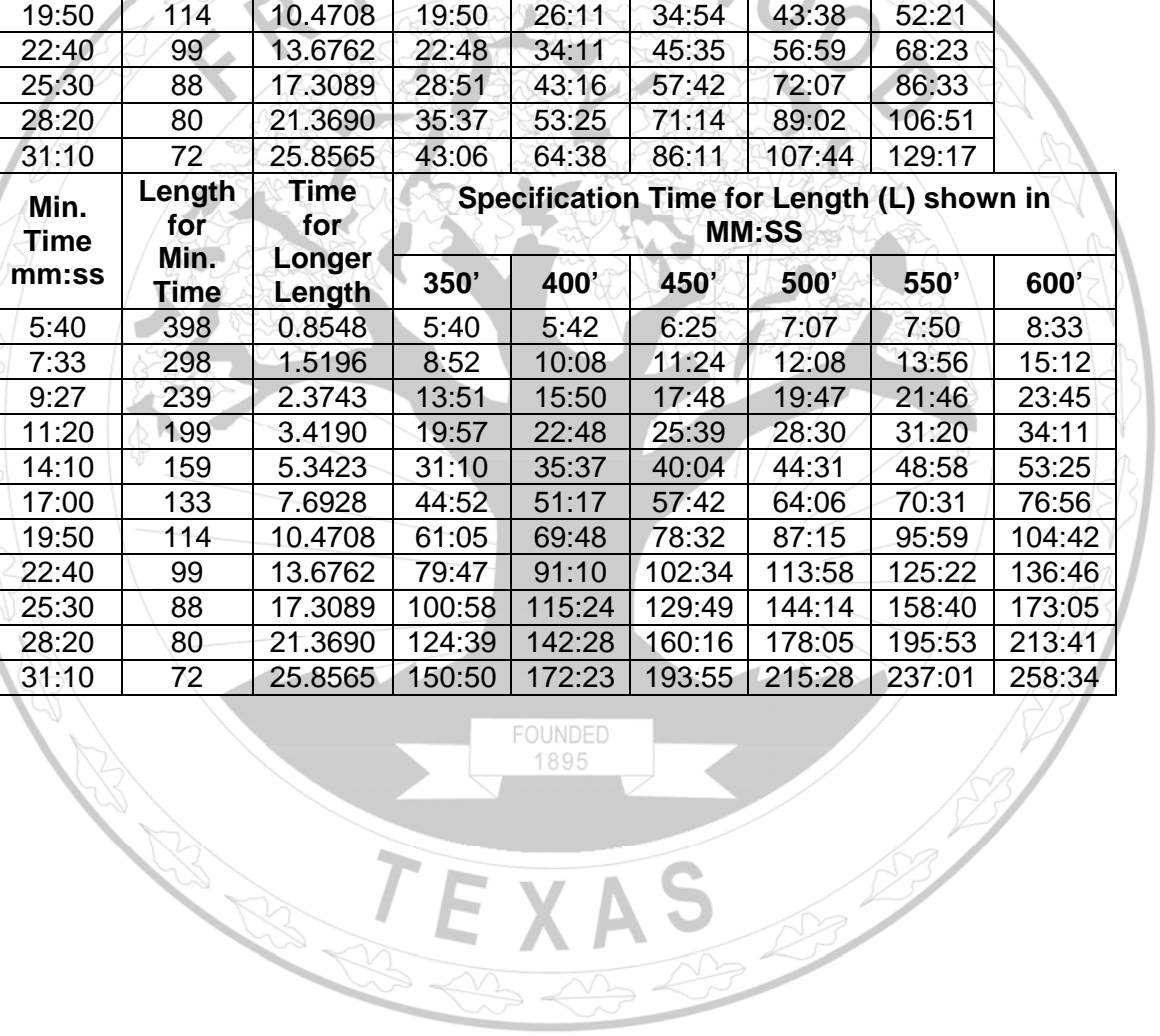 19:50 114 10.4708 19:50 26:11 34:54 43:38 52:21
22:40 99 13.6762 22:48 34:11 45:35 56:59 68:23
25:30 88 17.3089 28:51 43:16 57:42 72:07 86:33
28:20 80 21.3690 35:37 53:25 71:14 89:02 106:51
31:10 72 25.8565 43:06 64:38 86:11 107:44 129:17
Min. Time mm:ss Length for Min. Time Time for Longer Length Specification Time for Length (L) shown in MM:SS
350’ 400’ 450’ 500’ 550’ 600’
5:40 398 0.8548 5:40 5:42 6:25 7:07 7:50 8:33
7:33 298 1.5196 8:52 10:08 11:24 12:08 13:56 15:12
9:27 239 2.3743 13:51 15:50 17:48 19:47 21:46 23:45
11:20 199 3.4190 19:57 22:48 25:39 28:30 31:20 34:11
14:10 159 5.3423 31:10 35:37 40:04 44:31 48:58 53:25
17:00 133 7.6928 44:52 51:17 57:42 64:06 70:31 76:56
19:50 114 10.4708 61:05 69:48 78:32 87:15 95:59 104:42
22:40 99 13.6762 79:47 91:10 102:34 113:58 125:22 136:46
25:30 88 17.3089 100:58 115:24 129:49 144:14 158:40 173:05
28:20 80 21.3690 124:39 142:28 160:16 178:05 195:53 213:41
31:10 72 25.8565 150:50 172:23 193:55 215:28 237:01 258:34
FOUNDED
1895
TEXAS